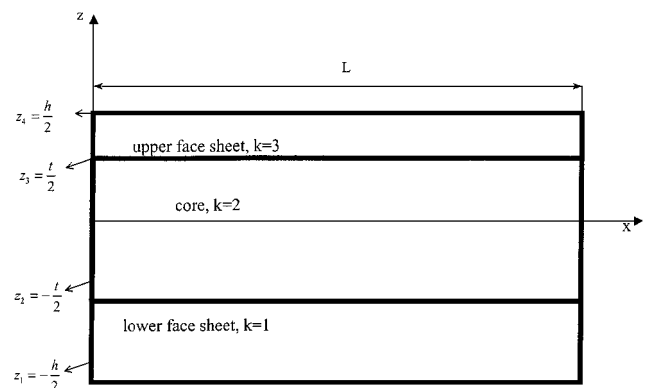 z
L
z₄ = h/2
upper face sheet, k=3
z₃ = t/2
core, k=2
x
z₂ = -t/2
lower face sheet, k=1
z₁ = -h/2